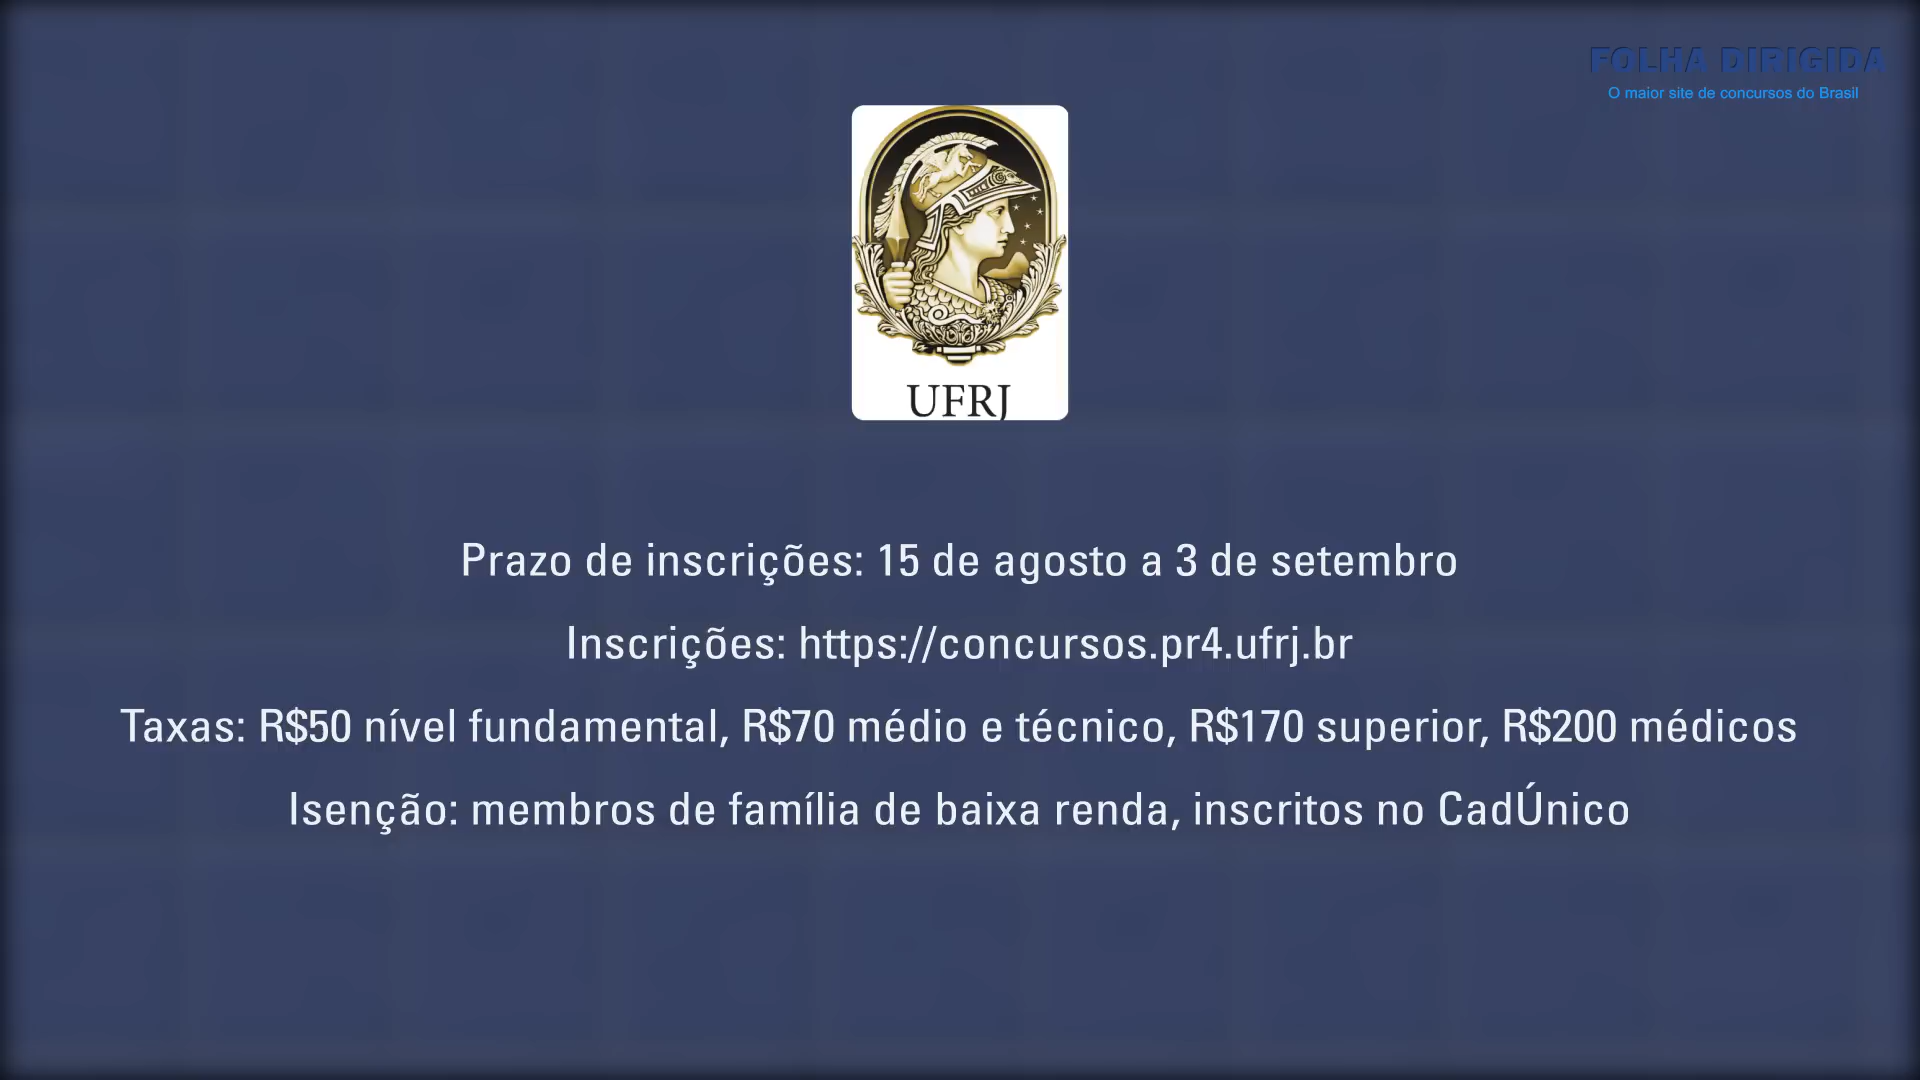 FOLHA DIRIGIDA
O maior site de concursos do Brasil
UFRJ
Prazo de inscrições: 15 de agosto a 3 de setembro
Inscrições: https://concursos.pr4.ufrj.br
Taxas: R$50 nível fundamental, R$70 médio e técnico, R$170 superior, R$200 médicos
Isenção: membros de família de baixa renda, inscritos no CadÚnico